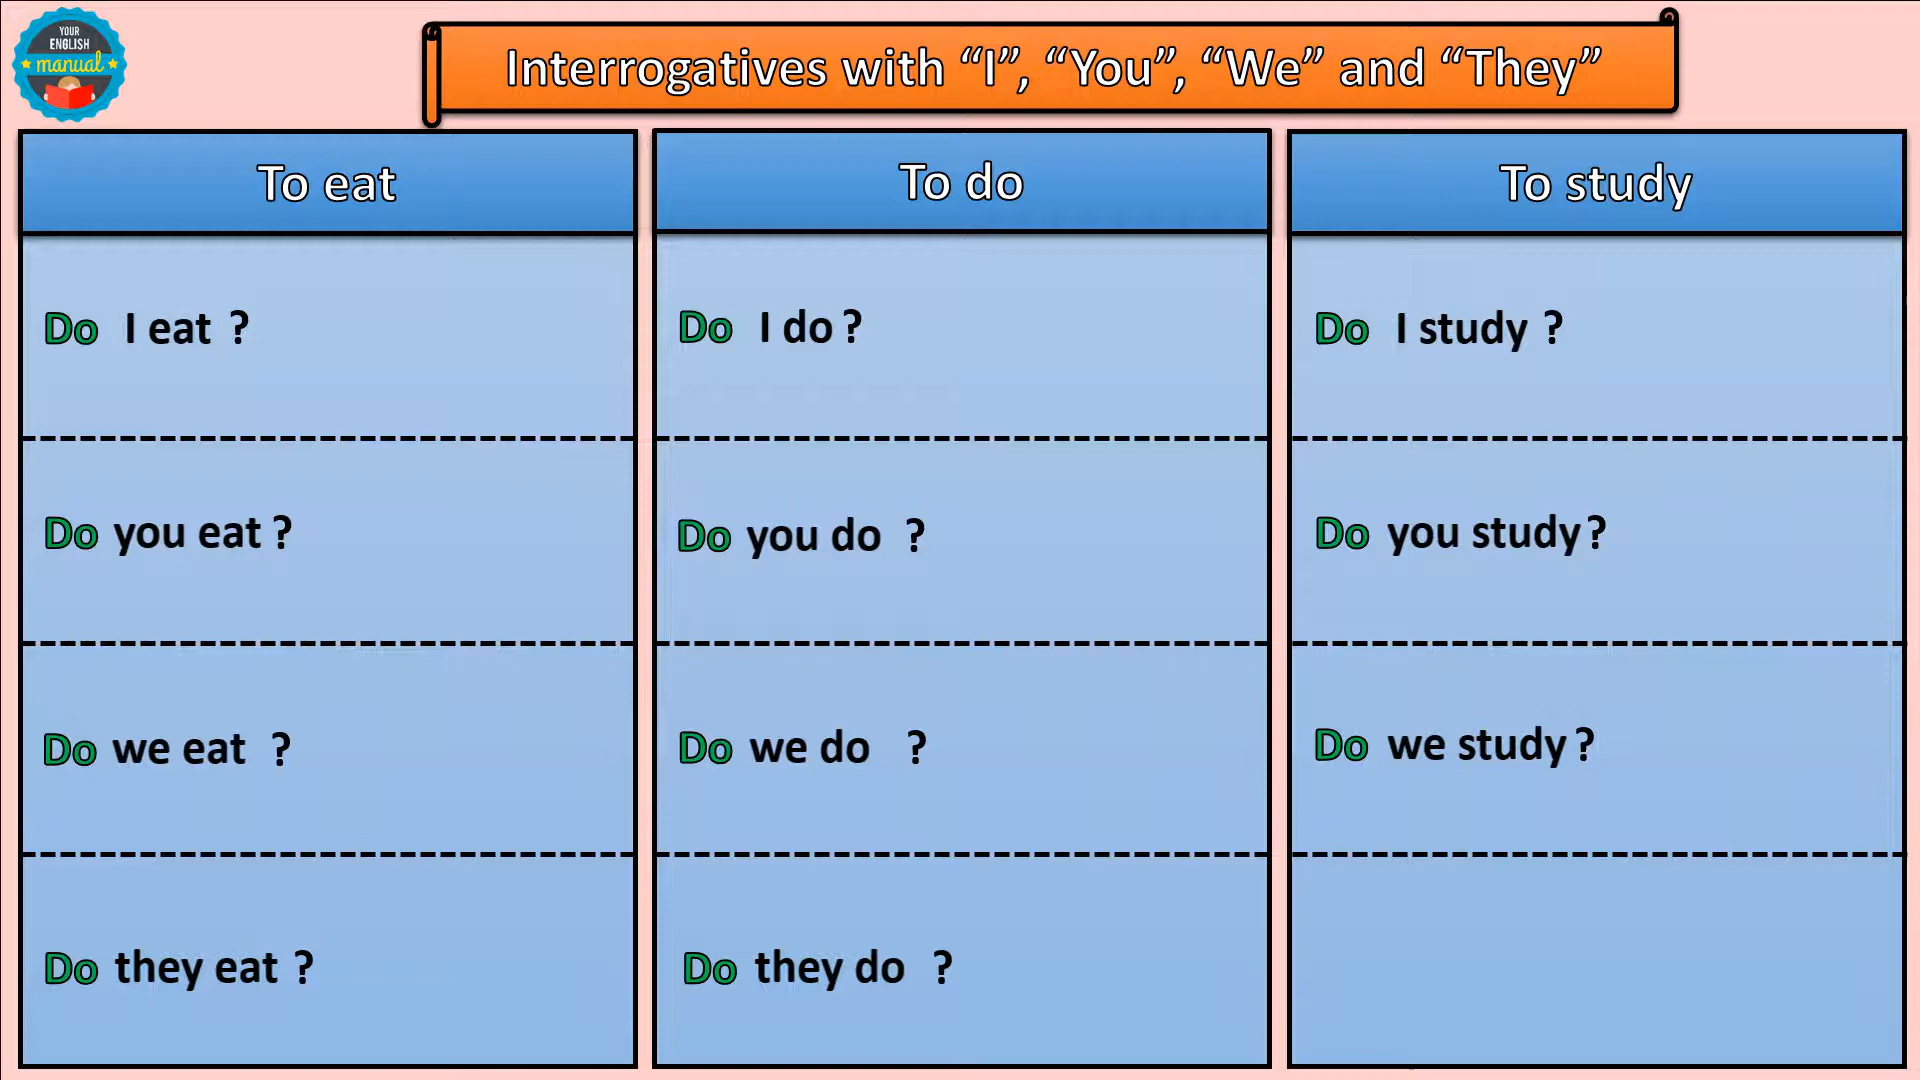 YOUR
ENGLISH
manual
Interrogatives with “I”, “You”, “We” and “They”
To eat
Do I eat ?
Do you eat ?
Do we eat ?
Do they eat ?
To do
Do I do ?
Do you do ?
Do we do ?
Do they do ?
To study
Do I study ?
Do you study ?
Do we study ?